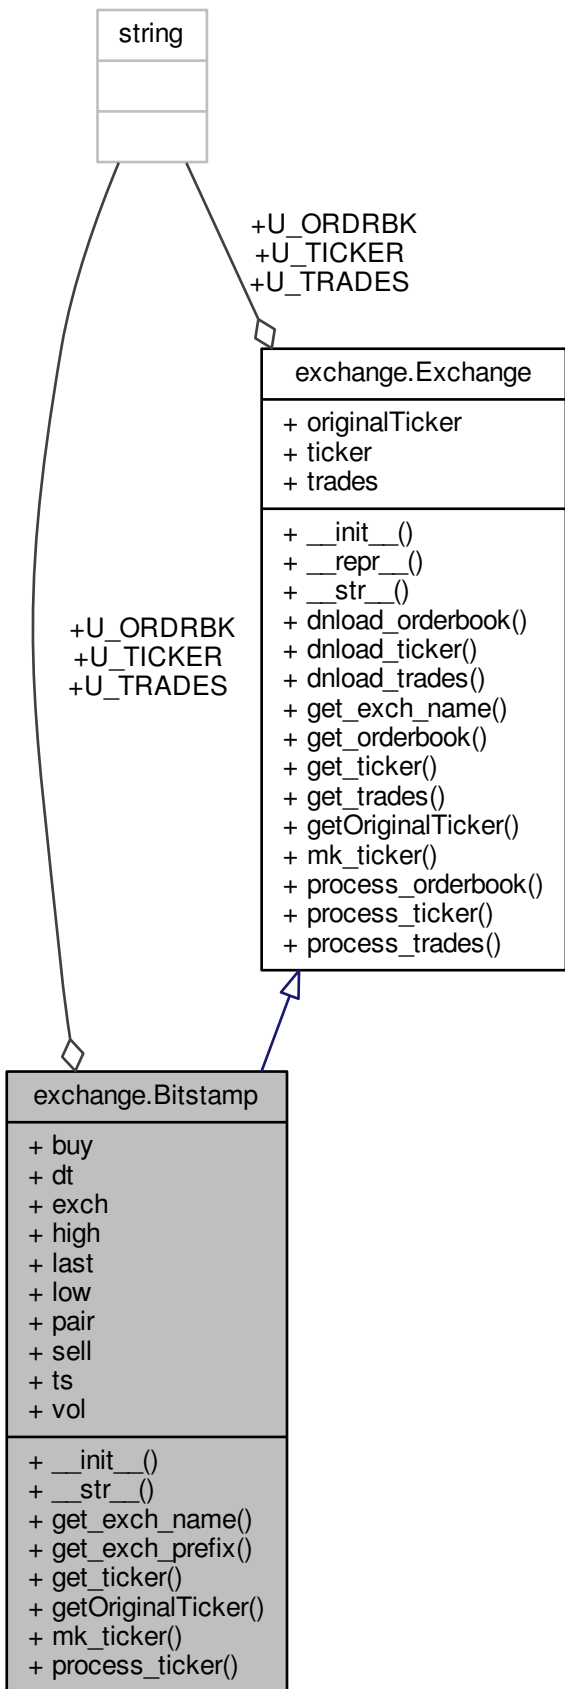 string
+U_ORDRBK
+U_TICKER
+U_TRADES
exchange.Exchange
+ originalTicker
+ ticker
+ trades
+ __init__()
+ __repr__()
+ __str__()
+ dnload_orderbook()
+ dnload_ticker()
+ dnload_trades()
+ get_exch_name()
+ get_orderbook()
+ get_ticker()
+ get_trades()
+ getOriginalTicker()
+ mk_ticker()
+ process_orderbook()
+ process_ticker()
+ process_trades()
+U_ORDRBK
+U_TICKER
+U_TRADES
exchange.Bitstamp
+ buy
+ dt
+ exch
+ high
+ last
+ low
+ pair
+ sell
+ ts
+ vol
+ __init__()
+ __str__()
+ get_exch_name()
+ get_exch_prefix()
+ get_ticker()
+ getOriginalTicker()
+ mk_ticker()
+ process_ticker()